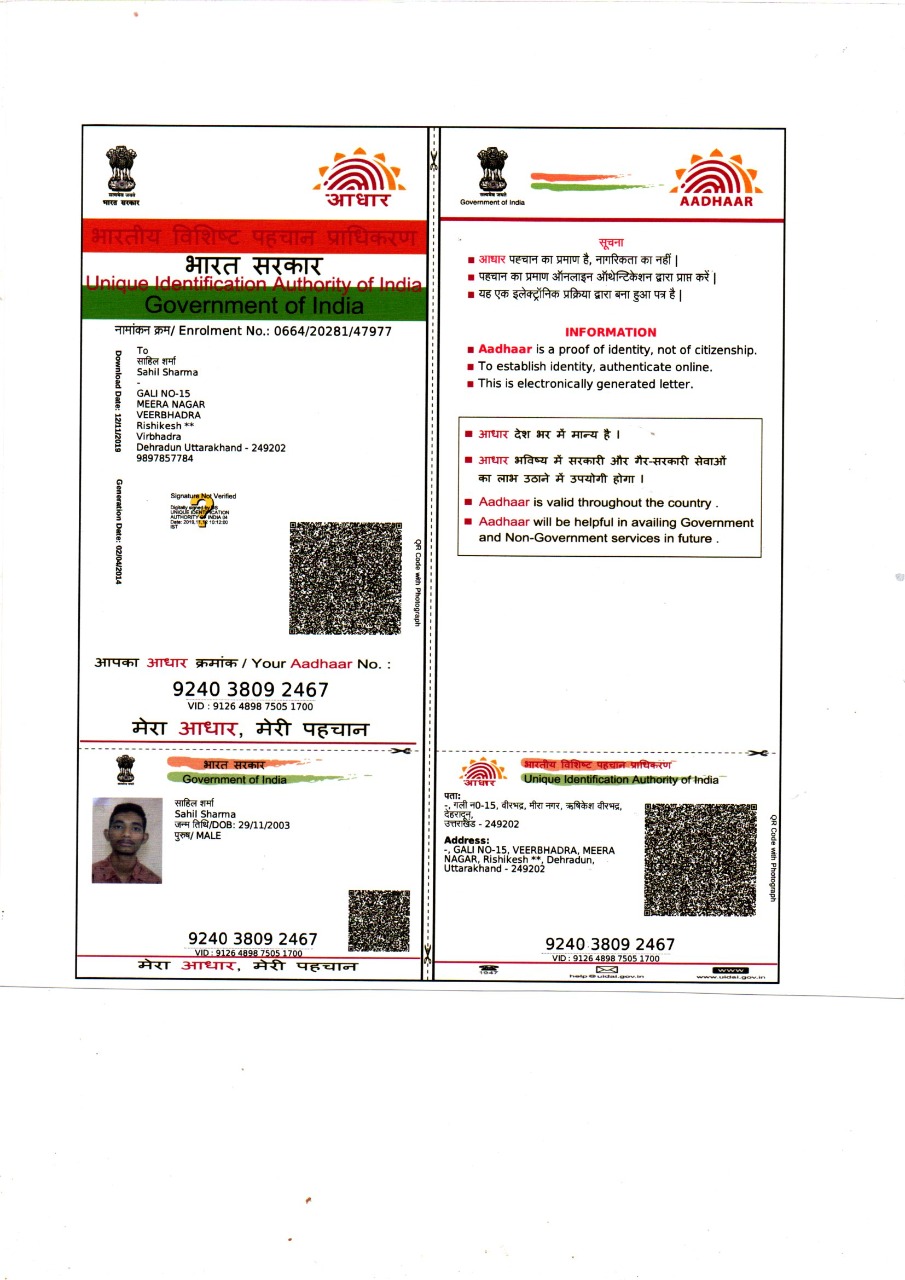 सत्यमेव जयते
भारत सरकार
आधार
भारतीय विशिष्ट पहचान प्राधिकरण
भारत सरकार
Unique Identification Authority of India
Government of India
नामांकन क्रम/ Enrolment No.: 0664/20281/47977
Download Date: 12/11/2019
Generation Date: 02/04/2014
To
साहिल शर्मा
Sahil Sharma
-
GALI NO-15
MEERA NAGAR
VEERBHADRA
Rishikesh **
Virbhadra
Dehradun Uttarakhand - 249202
9897857784
Signature Not Verified
Digitally signed by DS
UNIQUE IDENTIFICATION
AUTHORITY OF INDIA 04
IST
QR Code with Photograph
आपका आधार क्रमांक / Your Aadhaar No. :
9240 3809 2467
VID : 9126 4898 7505 1700
मेरा आधार, मेरी पहचान
सत्यमेव जयते
Government of India
AADHAAR
सूचना
■ आधार पहचान का प्रमाण है, नागरिकता का नहीं |
■ पहचान का प्रमाण ऑनलाइन ऑथेन्टिकेशन द्वारा प्राप्त करें |
■ यह एक इलेक्ट्रॉनिक प्रक्रिया द्वारा बना हुआ पत्र है |
INFORMATION
■ Aadhaar is a proof of identity, not of citizenship.
■ To establish identity, authenticate online.
■ This is electronically generated letter.
■ आधार देश भर में मान्य है ।
■ आधार भविष्य में सरकारी और गैर-सरकारी सेवाओं
का लाभ उठाने में उपयोगी होगा ।
■ Aadhaar is valid throughout the country .
■ Aadhaar will be helpful in availing Government
and Non-Government services in future .
भारत सरकार
Government of India
साहिल शर्मा
Sahil Sharma
जन्म तिथि/DOB: 29/11/2003
पुरुष/ MALE
9240 3809 2467
VID : 9126 4898 7505 1700
मेरा आधार, मेरी पहचान
आधार
भारतीय विशिष्ट पहचान प्राधिकरण
Unique Identification Authority of India
पता:
-, गली न0-15, वीरभद्र, मीरा नगर, ऋषिकेश वीरभद्र,
देहरादून,
उत्तराखंड - 249202
Address:
-, GALI NO-15, VEERBHADRA, MEERA
NAGAR, Rishikesh **, Dehradun,
Uttarakhand - 249202
QR Code with Photograph
9240 3809 2467
VID : 9126 4898 7505 1700
1947
help@uidai.gov.in
www
www.uidai.gov.in